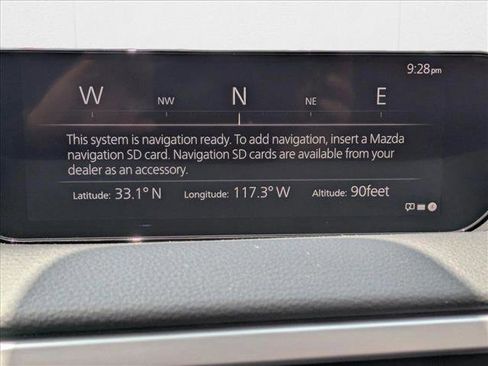 9:28pm
W NW N NE E
This system is navigation ready. To add navigation, insert a Mazda
navigation SD card. Navigation SD cards are available from your
dealer as an accessory.
Latitude: 33.1° N Longitude: 117.3° W Altitude: 90feet